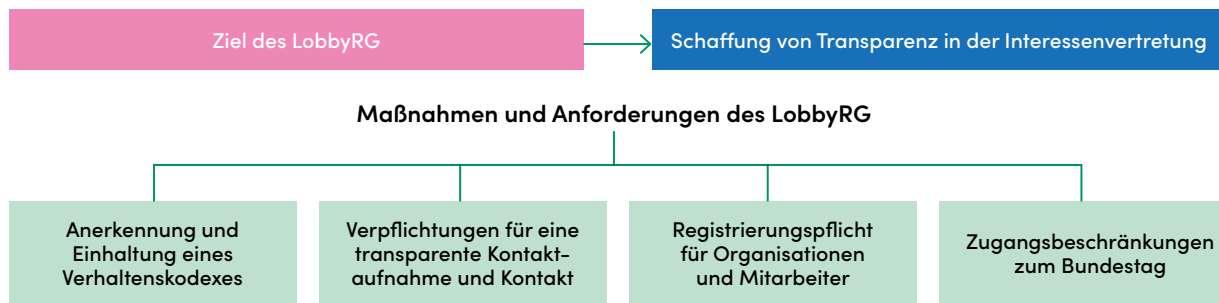 Ziel des LobbyRG
Schaffung von Transparenz in der Interessenvertretung
Maßnahmen und Anforderungen des LobbyRG
Anerkennung und
Einhaltung eines
Verhaltenskodexes
Verpflichtungen für eine
transparente Kontakt-
aufnahme und Kontakt
Registrierungspflicht
für Organisationen
und Mitarbeiter
Zugangsbeschränkungen
zum Bundestag